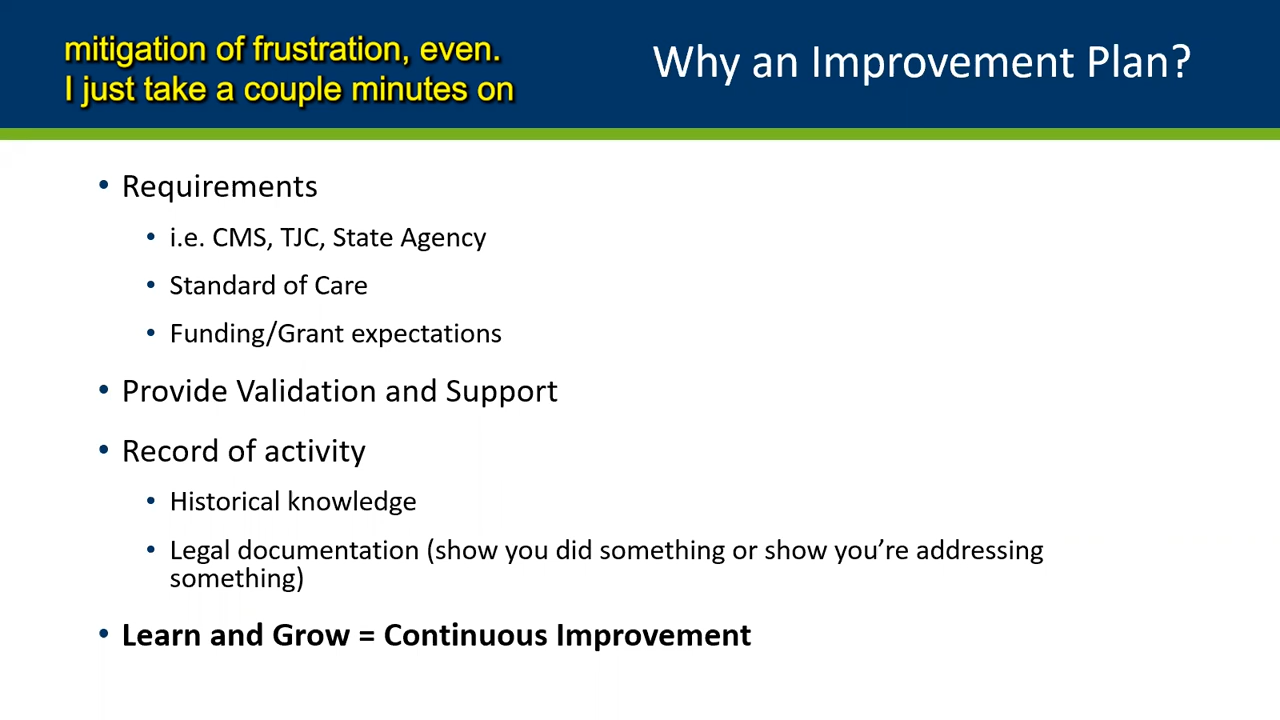 mitigation of frustration, even.
I just take a couple minutes on
Why an Improvement Plan?
• Requirements
• i.e. CMS, TJC, State Agency
• Standard of Care
• Funding/Grant expectations
• Provide Validation and Support
• Record of activity
• Historical knowledge
• Legal documentation (show you did something or show you’re addressing
something)
• Learn and Grow = Continuous Improvement